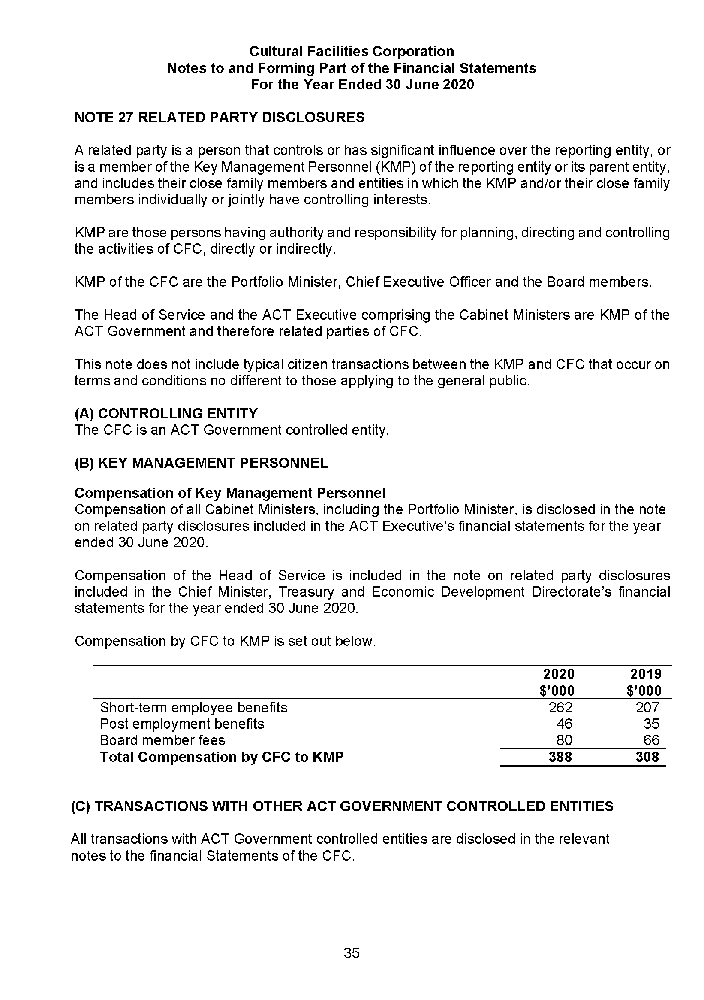 Cultural Facilities Corporation
Notes to and Forming Part of the Financial Statements
For the Year Ended 30 June 2020
NOTE 27 RELATED PARTY DISCLOSURES
A related party is a person that controls or has significant influence over the reporting entity, or
is a member of the Key Management Personnel (KMP) of the reporting entity or its parent entity,
and includes their close family members and entities in which the KMP and/or their close family
members individually or jointly have controlling interests.
KMP are those persons having authority and responsibility for planning, directing and controlling
the activities of CFC, directly or indirectly.
KMP of the CFC are the Portfolio Minister, Chief Executive Officer and the Board members.
The Head of Service and the ACT Executive comprising the Cabinet Ministers are KMP of the
ACT Government and therefore related parties of CFC.
This note does not include typical citizen transactions between the KMP and CFC that occur on
terms and conditions no different to those applying to the general public.
(A) CONTROLLING ENTITY
The CFC is an ACT Government controlled entity.
(B) KEY MANAGEMENT PERSONNEL
Compensation of Key Management Personnel
Compensation of all Cabinet Ministers, including the Portfolio Minister, is disclosed in the note
on related party disclosures included in the ACT Executive’s financial statements for the year
ended 30 June 2020.
Compensation of the Head of Service is included in the note on related party disclosures
included in the Chief Minister, Treasury and Economic Development Directorate’s financial
statements for the year ended 30 June 2020.
Compensation by CFC to KMP is set out below.
2020 2019
$’000 $’000
Short-term employee benefits 262 207
Post employment benefits 46 35
Board member fees 80 66
Total Compensation by CFC to KMP 388 308
(C) TRANSACTIONS WITH OTHER ACT GOVERNMENT CONTROLLED ENTITIES
All transactions with ACT Government controlled entities are disclosed in the relevant
notes to the financial Statements of the CFC.
35